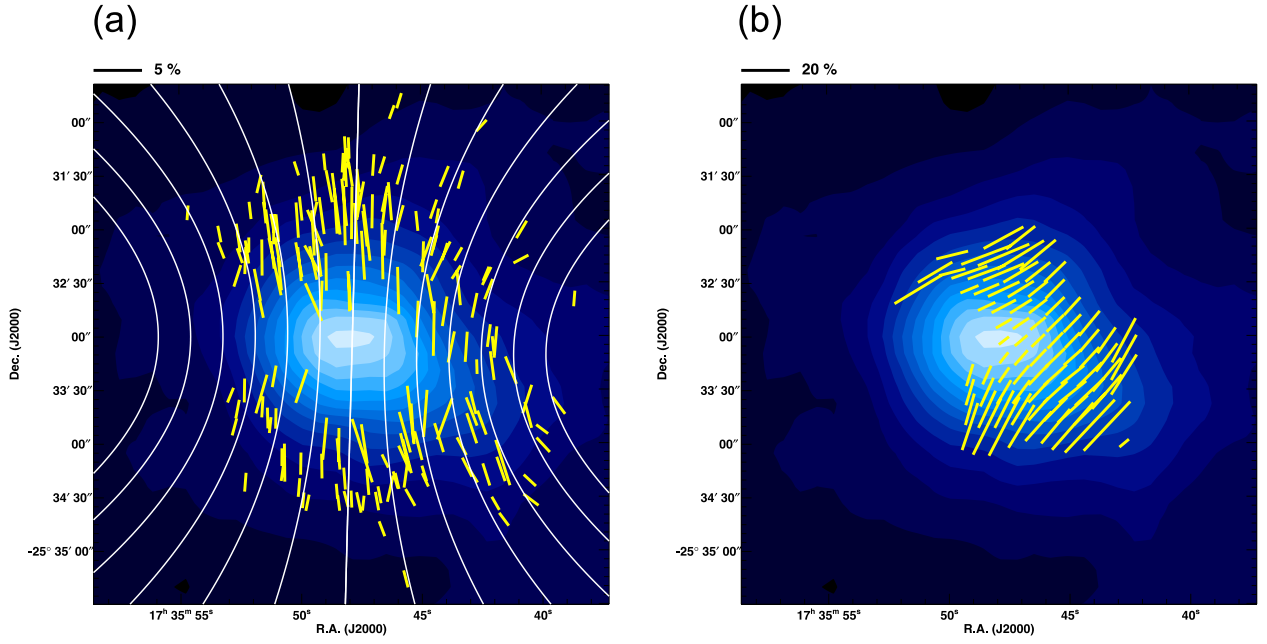 (a)
5 %
00″
31′ 30″
00″
32′ 30″
00″
33′ 30″
00″
34′ 30″
-25° 35′ 00″
Dec. (J2000)
17ʰ 35ᵐ 55ˢ
50ˢ
45ˢ
40ˢ
R.A. (J2000)
(b)
20 %
00″
31′ 30″
00″
32′ 30″
00″
33′ 30″
00″
34′ 30″
-25° 35′ 00″
Dec. (J2000)
17ʰ 35ᵐ 55ˢ
50ˢ
45ˢ
40ˢ
R.A. (J2000)